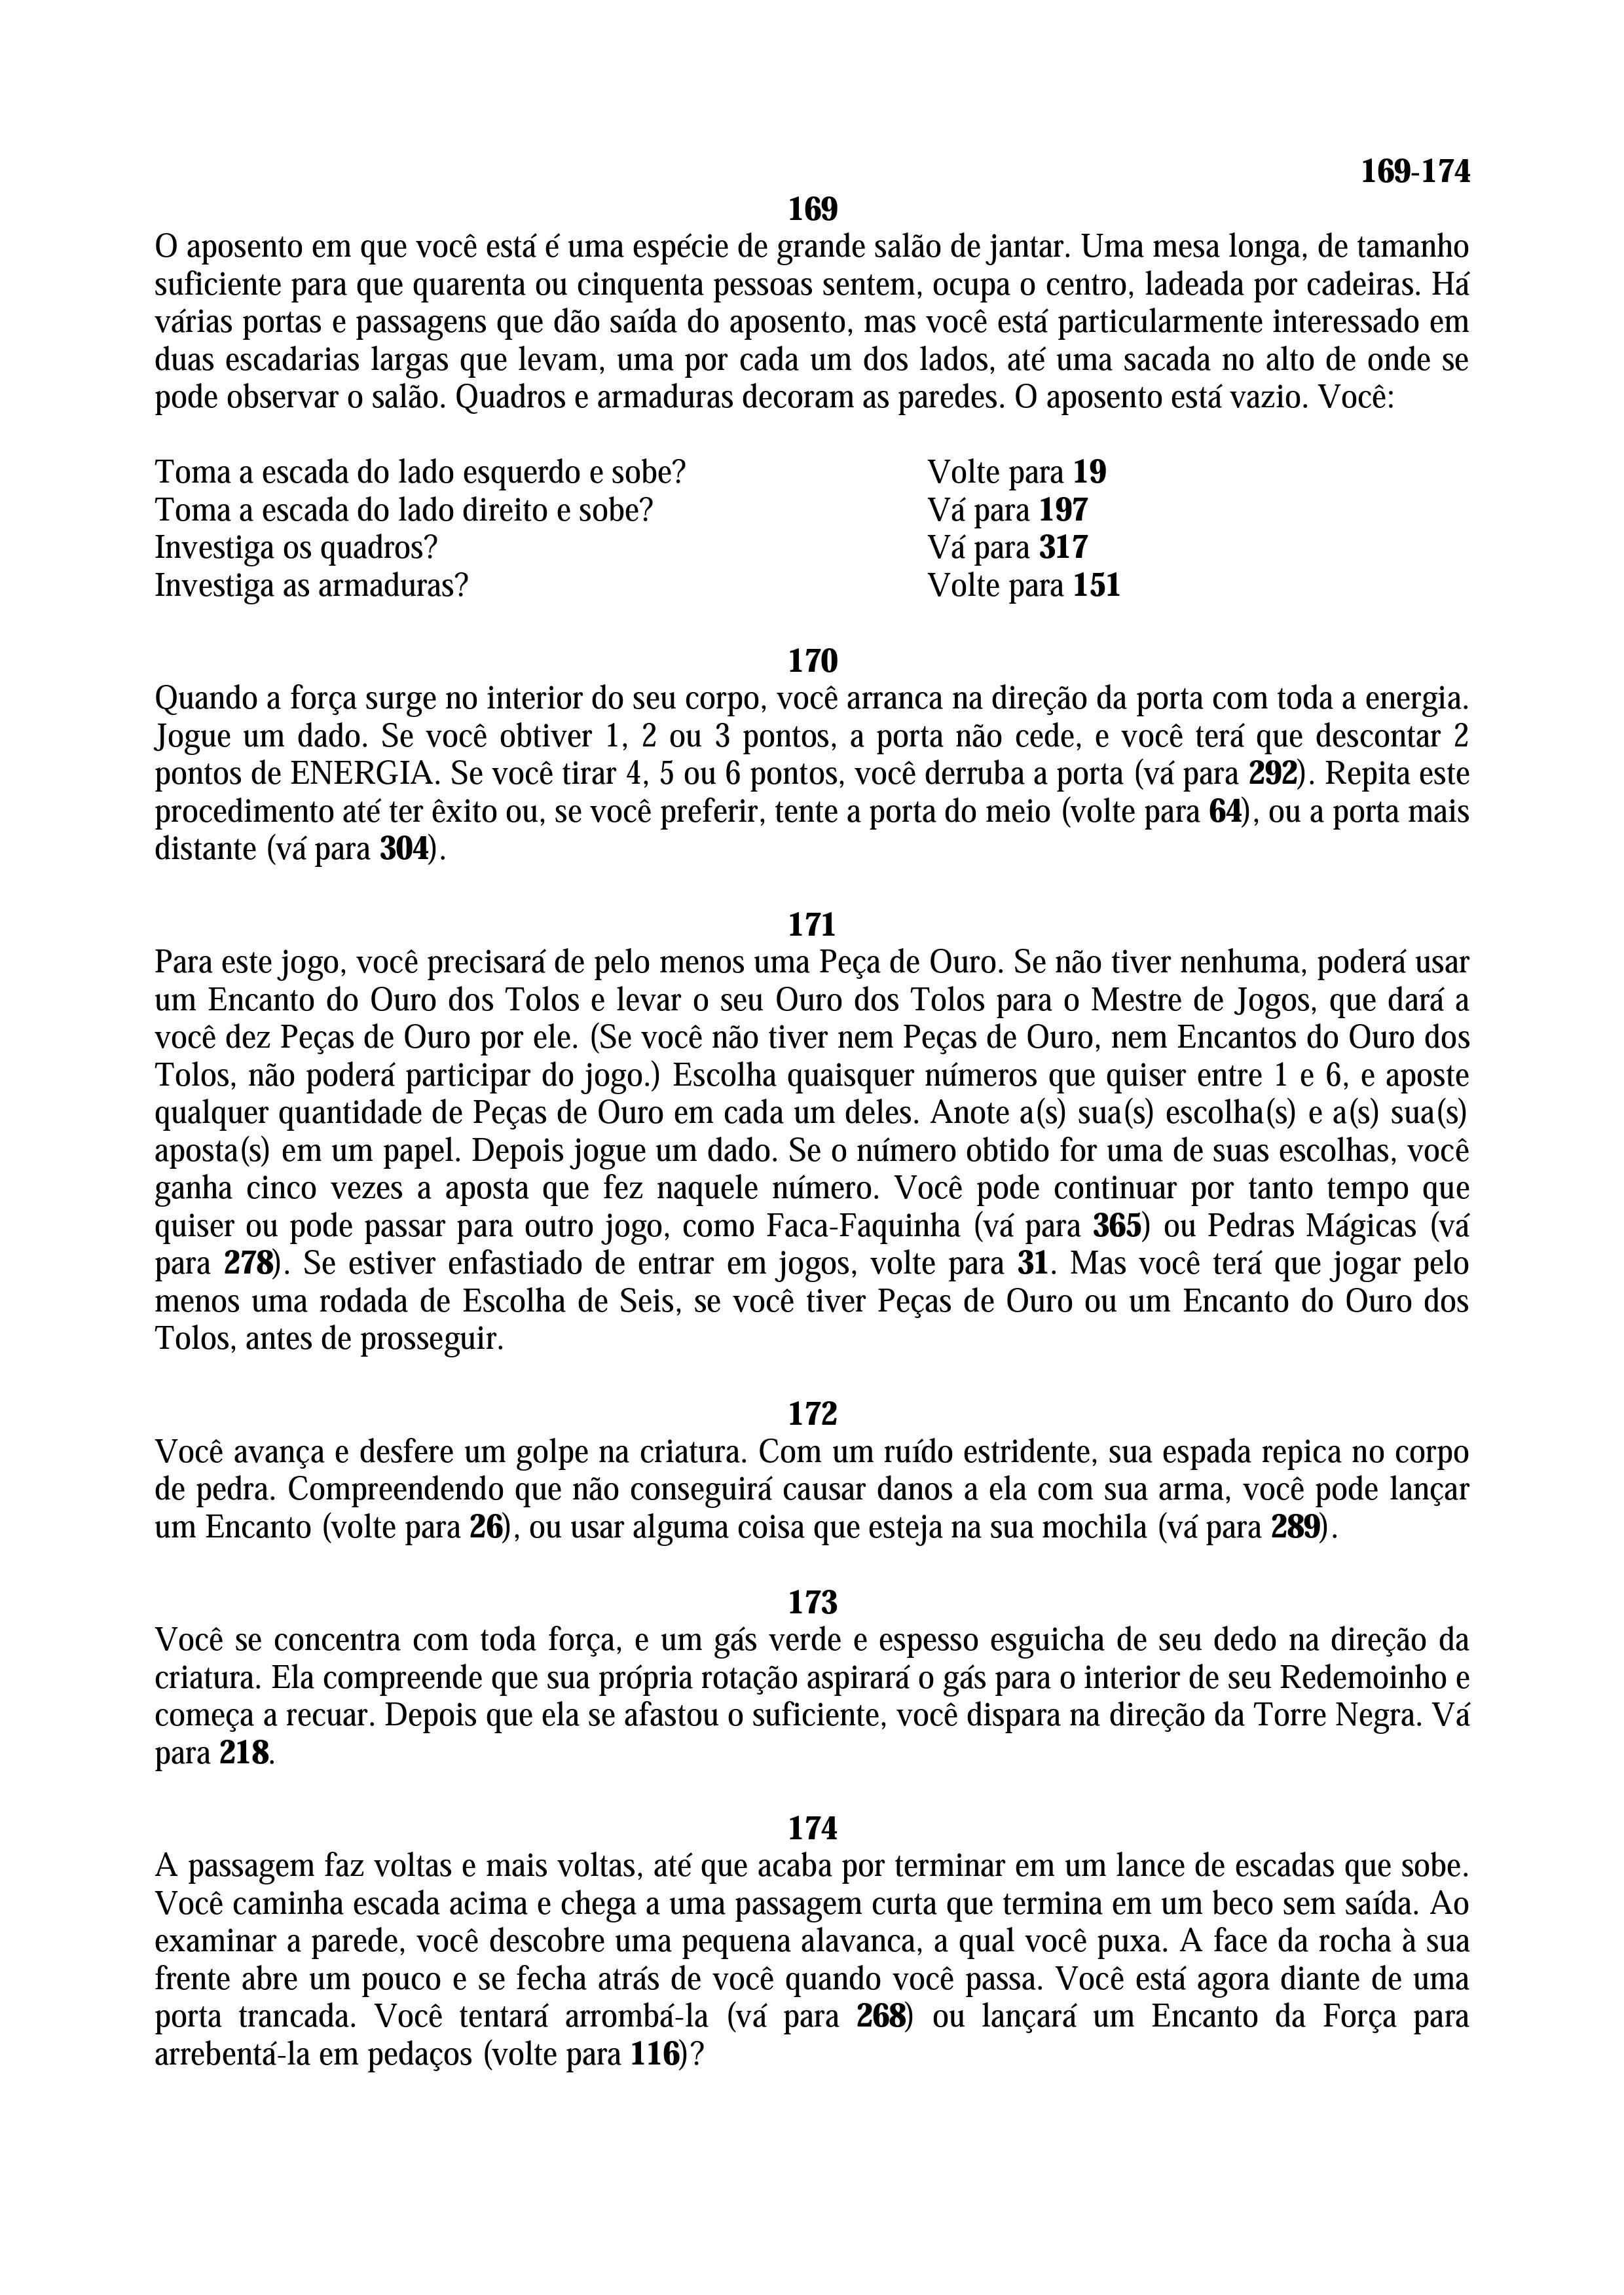 169-174
169
O aposento em que você está é uma espécie de grande salão de jantar. Uma mesa longa, de tamanho
suficiente para que quarenta ou cinquenta pessoas sentem, ocupa o centro, ladeada por cadeiras. Há
várias portas e passagens que dão saída do aposento, mas você está particularmente interessado em
duas escadarias largas que levam, uma por cada um dos lados, até uma sacada no alto de onde se
pode observar o salão. Quadros e armaduras decoram as paredes. O aposento está vazio. Você:
Toma a escada do lado esquerdo e sobe? Volte para 19
Toma a escada do lado direito e sobe? Vá para 197
Investiga os quadros? Vá para 317
Investiga as armaduras? Volte para 151
170
Quando a força surge no interior do seu corpo, você arranca na direção da porta com toda a energia.
Jogue um dado. Se você obtiver 1, 2 ou 3 pontos, a porta não cede, e você terá que descontar 2
pontos de ENERGIA. Se você tirar 4, 5 ou 6 pontos, você derruba a porta (vá para 292). Repita este
procedimento até ter êxito ou, se você preferir, tente a porta do meio (volte para 64), ou a porta mais
distante (vá para 304).
171
Para este jogo, você precisará de pelo menos uma Peça de Ouro. Se não tiver nenhuma, poderá usar
um Encanto do Ouro dos Tolos e levar o seu Ouro dos Tolos para o Mestre de Jogos, que dará a
você dez Peças de Ouro por ele. (Se você não tiver nem Peças de Ouro, nem Encantos do Ouro dos
Tolos, não poderá participar do jogo.) Escolha quaisquer números que quiser entre 1 e 6, e aposte
qualquer quantidade de Peças de Ouro em cada um deles. Anote a(s) sua(s) escolha(s) e a(s) sua(s)
aposta(s) em um papel. Depois jogue um dado. Se o número obtido for uma de suas escolhas, você
ganha cinco vezes a aposta que fez naquele número. Você pode continuar por tanto tempo que
quiser ou pode passar para outro jogo, como Faca-Faquinha (vá para 365) ou Pedras Mágicas (vá
para 278). Se estiver enfastiado de entrar em jogos, volte para 31. Mas você terá que jogar pelo
menos uma rodada de Escolha de Seis, se você tiver Peças de Ouro ou um Encanto do Ouro dos
Tolos, antes de prosseguir.
172
Você avança e desfere um golpe na criatura. Com um ruído estridente, sua espada repica no corpo
de pedra. Compreendendo que não conseguirá causar danos a ela com sua arma, você pode lançar
um Encanto (volte para 26), ou usar alguma coisa que esteja na sua mochila (vá para 289).
173
Você se concentra com toda força, e um gás verde e espesso esguicha de seu dedo na direção da
criatura. Ela compreende que sua própria rotação aspirará o gás para o interior de seu Redemoinho e
começa a recuar. Depois que ela se afastou o suficiente, você dispara na direção da Torre Negra. Vá
para 218.
174
A passagem faz voltas e mais voltas, até que acaba por terminar em um lance de escadas que sobe.
Você caminha escada acima e chega a uma passagem curta que termina em um beco sem saída. Ao
examinar a parede, você descobre uma pequena alavanca, a qual você puxa. A face da rocha à sua
frente abre um pouco e se fecha atrás de você quando você passa. Você está agora diante de uma
porta trancada. Você tentará arrombá-la (vá para 268) ou lançará um Encanto da Força para
arrebentá-la em pedaços (volte para 116)?